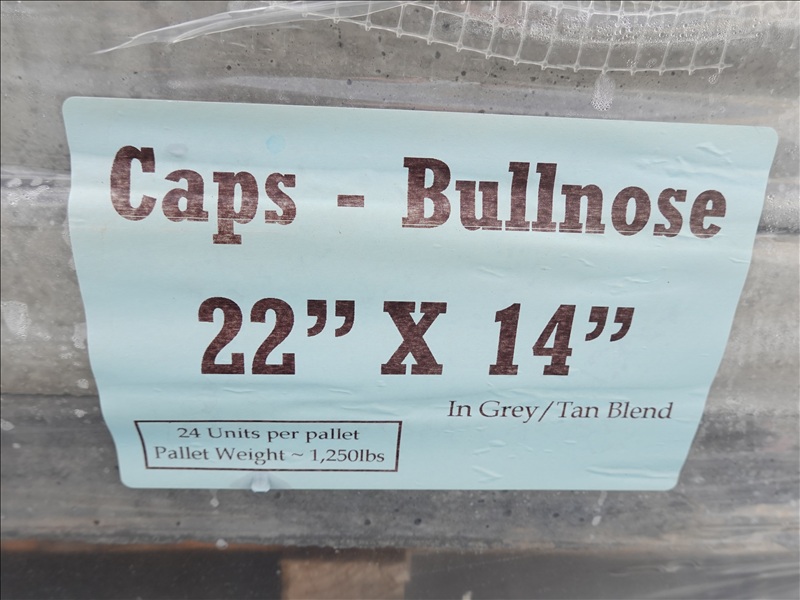 Caps - Bullnose
22” X 14”
In Grey/Tan Blend
24 Units per pallet
Pallet Weight ~ 1,250lbs